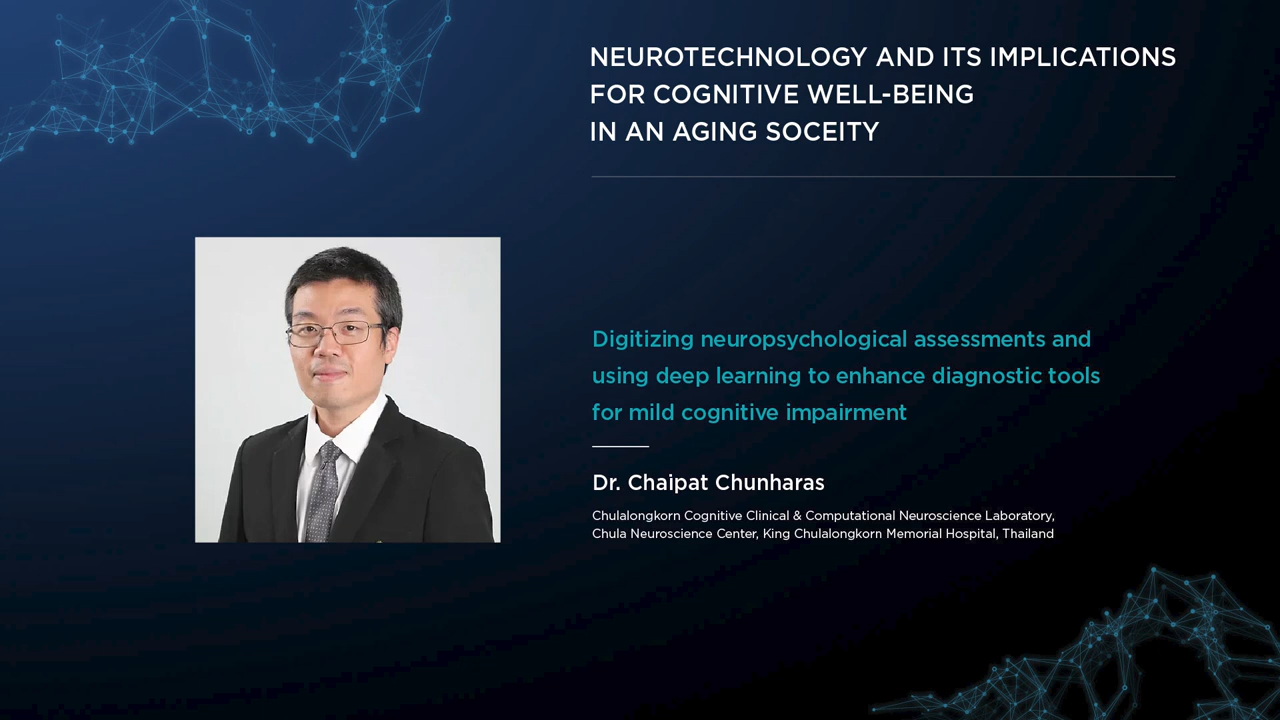 NEUROTECHNOLOGY AND ITS IMPLICATIONS
FOR COGNITIVE WELL-BEING
IN AN AGING SOCEITY
Digitizing neuropsychological assessments and
using deep learning to enhance diagnostic tools
for mild cognitive impairment
Dr. Chaipat Chunharas
Chulalongkorn Cognitive Clinical & Computational Neuroscience Laboratory,
Chula Neuroscience Center, King Chulalongkorn Memorial Hospital, Thailand